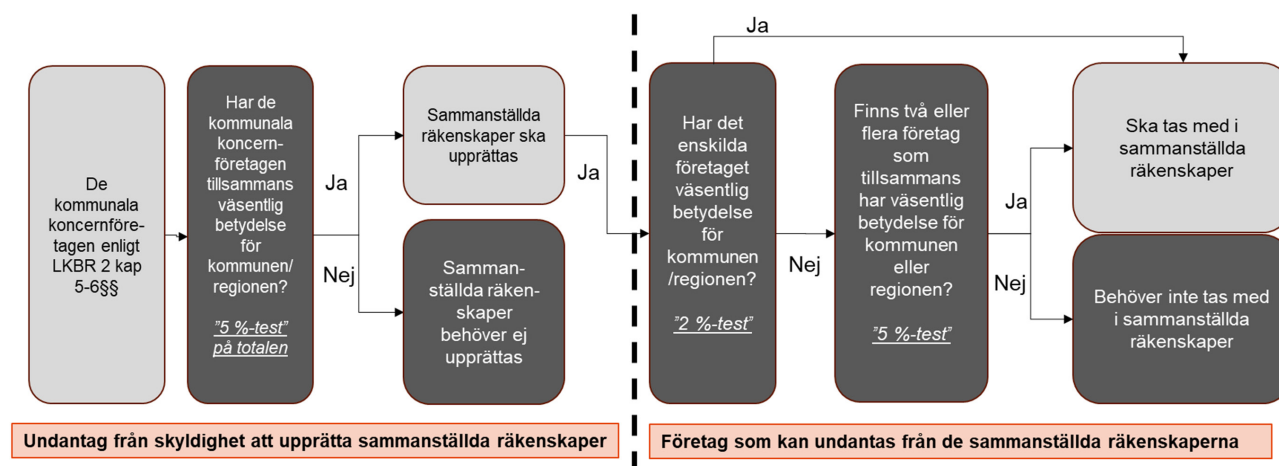 De
kommunala
koncernföre-
tagen enligt
LKBR 2 kap
5-6§§
Har de
kommunala
koncern-
företagen
tillsammans
väsentlig
betydelse
för
kommunen/
regionen?
"5 %-test"
på totalen
Ja
Nej
Sammanställda
räkenskaper ska
upprättas
Samman-
ställda räken-
skaper
behöver ej
upprättas
Ja
Ja
Har det
enskilda
företaget
väsentlig
betydelse
för
kommunen
/regionen?
"2 %-test"
Nej
Finns två eller
flera företag
som
tillsammans
har väsentlig
betydelse för
kommunen
eller
regionen?
"5 %-test"
Ja
Nej
Ska tas med i
sammanställda
räkenskaper
Behöver inte tas med
i sammanställda
räkenskaper
Undantag från skyldighet att upprätta sammanställda räkenskaper
Företag som kan undantas från de sammanställda räkenskaperna